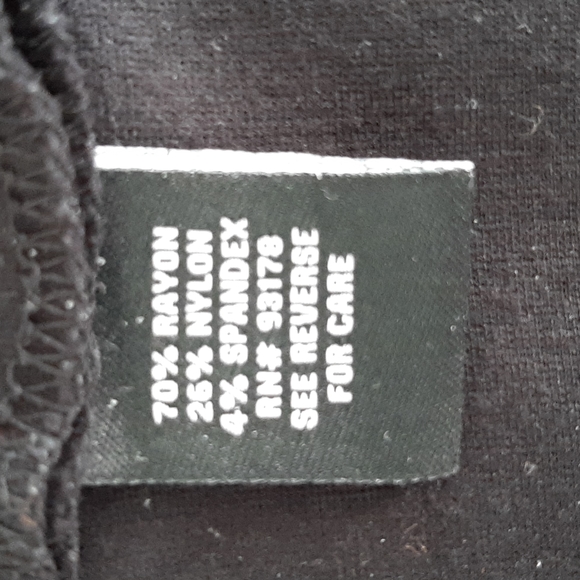 70% RAYON
26% NYLON
4% SPANDEX
RN# 93178
SEE REVERSE
FOR CARE